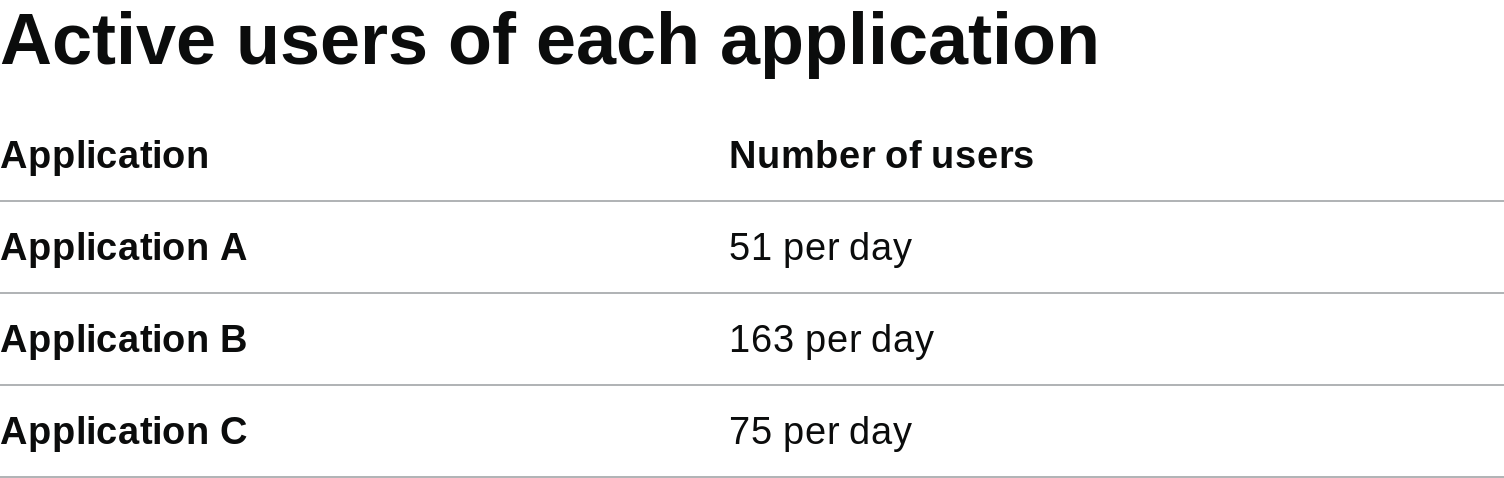 Active users of each application
Application Number of users
Application A 51 per day
Application B 163 per day
Application C 75 per day